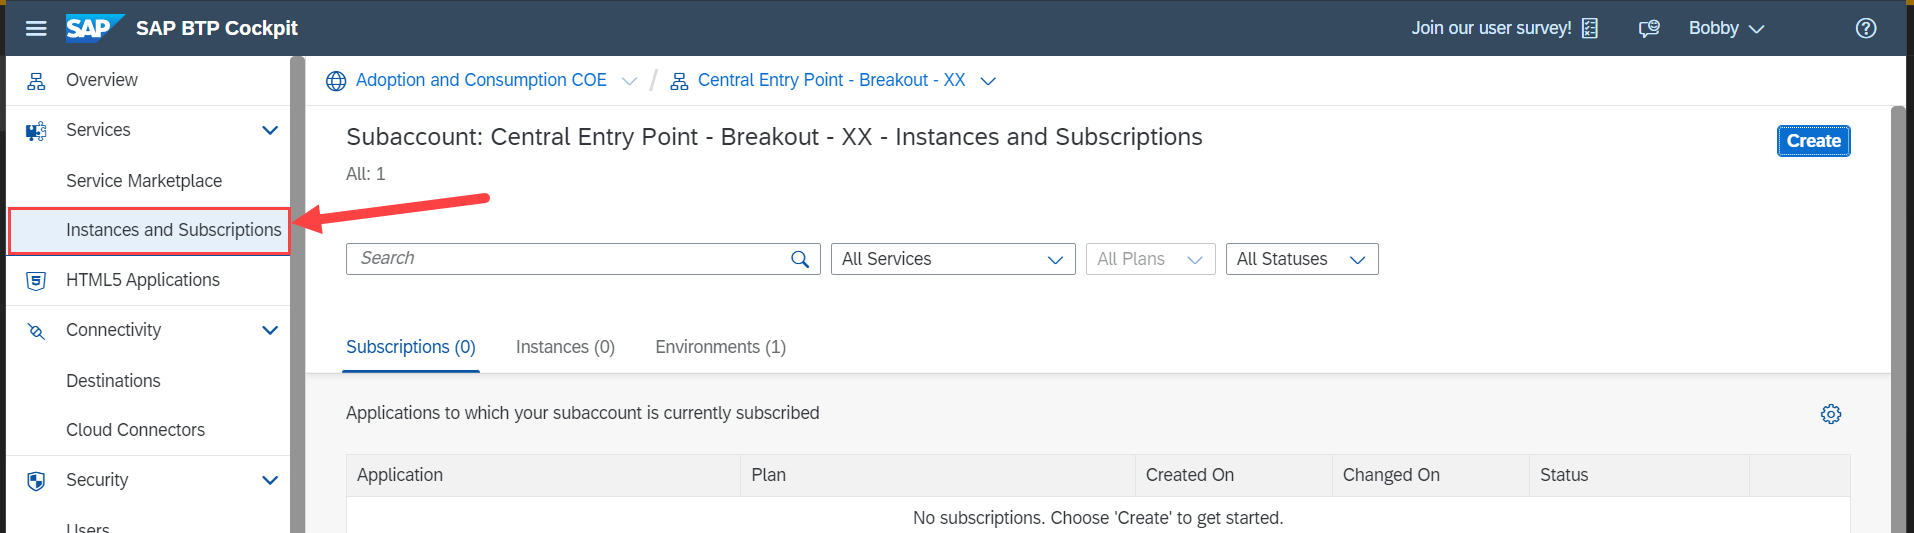 SAP SAP BTP Cockpit
Join our user survey!
Bobby
Overview
Services
Service Marketplace
Instances and Subscriptions
HTML5 Applications
Connectivity
Destinations
Cloud Connectors
Security
Users
Adoption and Consumption COE / Central Entry Point - Breakout - XX
Subaccount: Central Entry Point - Breakout - XX - Instances and Subscriptions
Create
All: 1
Search
All Services
All Plans
All Statuses
Subscriptions (0)
Instances (0)
Environments (1)
Applications to which your subaccount is currently subscribed
Application
Plan
Created On
Changed On
Status
No subscriptions. Choose 'Create' to get started.